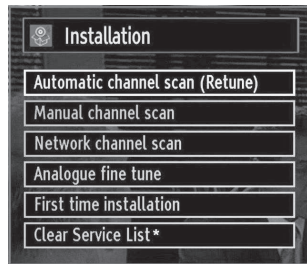 Installation
Automatic channel scan (Retune)
Manual channel scan
Network channel scan
Analogue fine tune
First time installation
Clear Service List*